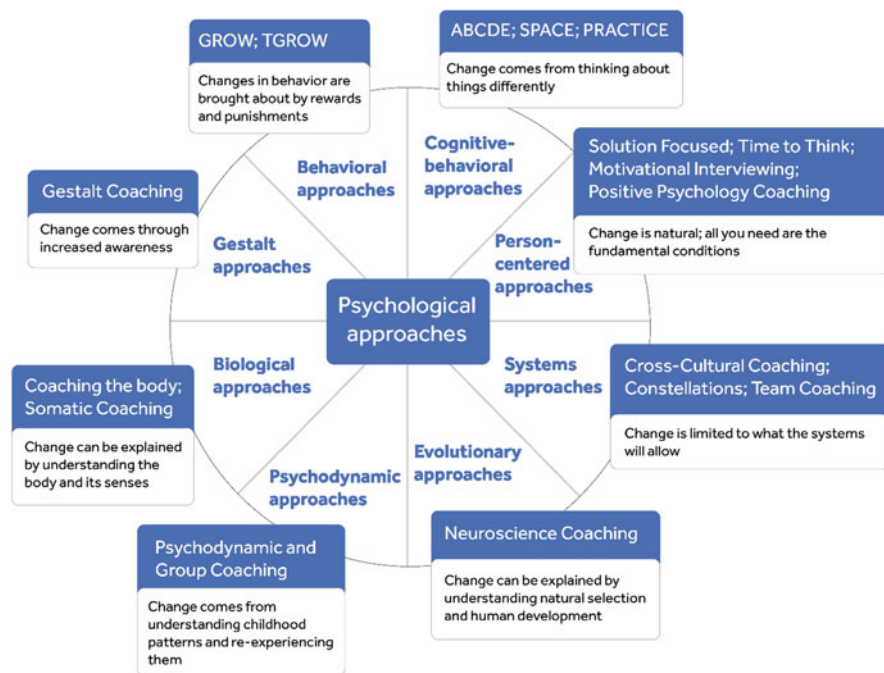 GROW; TGROW
Changes in behavior are
brought about by rewards
and punishments
ABCDE; SPACE; PRACTICE
Change comes from thinking about
things differently
Solution Focused; Time to Think;
Motivational Interviewing;
Positive Psychology Coaching
Change is natural; all you need are the
fundamental conditions
Gestalt Coaching
Change comes through
increased awareness
Behavioral
approaches
Cognitive-
behavioral
approaches
Gestalt
approaches
Person-
centered
approaches
Psychological
approaches
Biological
approaches
Systems
approaches
Psychodynamic
approaches
Evolutionary
approaches
Cross-Cultural Coaching;
Constellations; Team Coaching
Change is limited to what the systems
will allow
Coaching the body;
Somatic Coaching
Change can be explained
by understanding the
body and its senses
Psychodynamic and
Group Coaching
Change comes from
understanding childhood
patterns and re-experiencing
them
Neuroscience Coaching
Change can be explained by
understanding natural selection
and human development